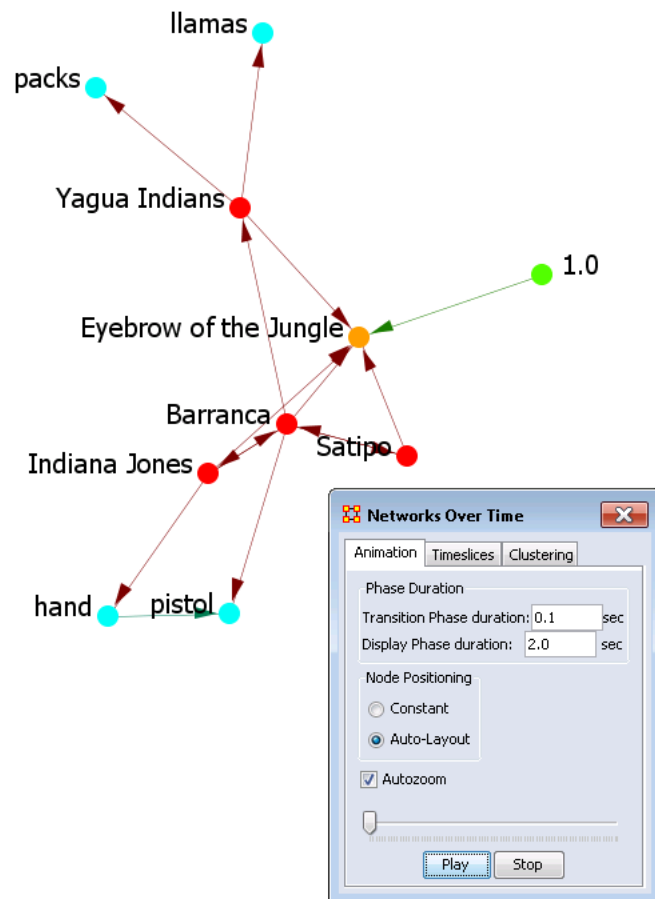 llamas
packs
Yagua Indians
1.0
Eyebrow of the Jungle
Barranca
Satipo
Indiana Jones
hand
pistol
Networks Over Time
Animation Timeslices Clustering
Phase Duration
Transition Phase duration: 0.1 sec
Display Phase duration: 2.0 sec
Node Positioning
Constant
Auto-Layout
Autozoom
Play Stop